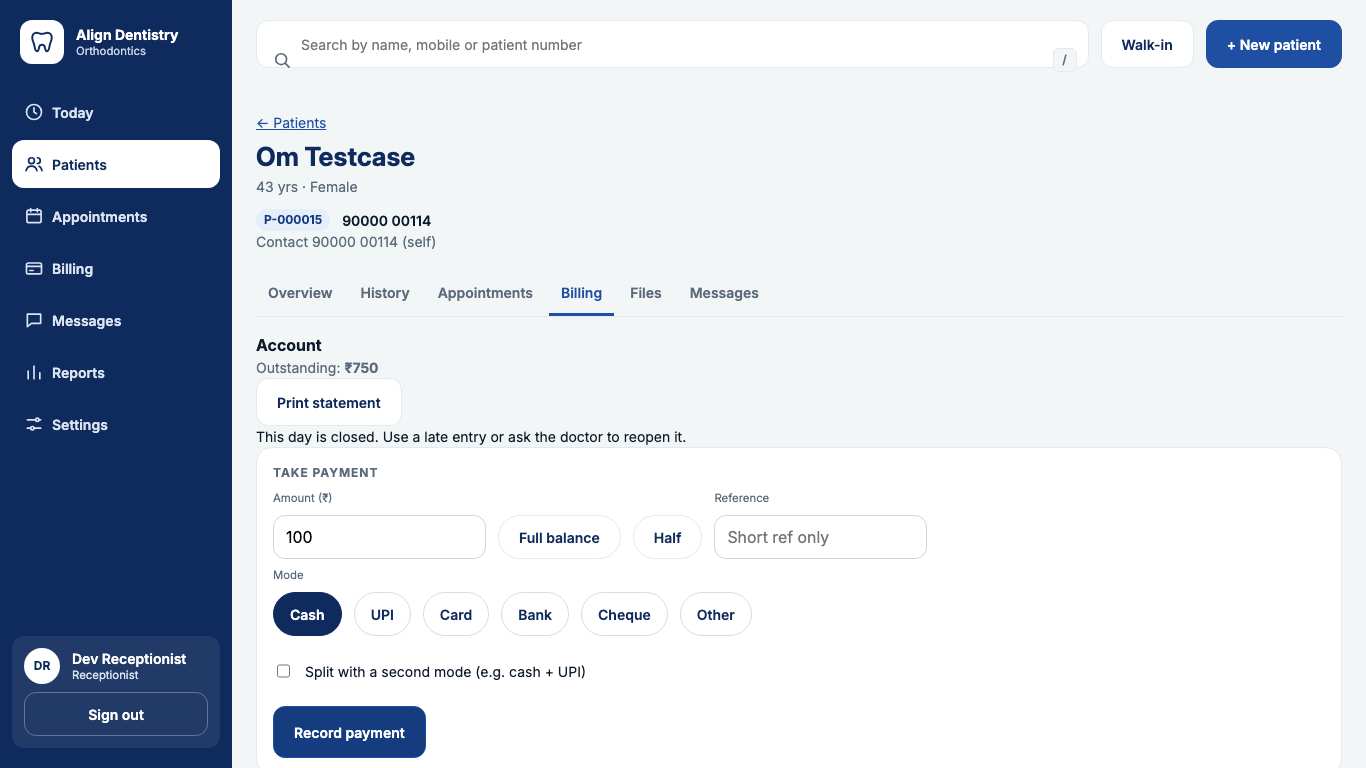 Align Dentistry
Orthodontics
Today
Patients
Appointments
Billing
Messages
Reports
Settings
DR
Dev Receptionist
Receptionist
Sign out
Search by name, mobile or patient number
/
Walk-in
+ New patient
← Patients
Om Testcase
43 yrs · Female
P-000015 90000 00114
Contact 90000 00114 (self)
Overview History Appointments Billing Files Messages
Account
Outstanding: ₹750
Print statement
This day is closed. Use a late entry or ask the doctor to reopen it.
TAKE PAYMENT
Amount (₹) Reference
100 Full balance Half Short ref only
Mode
Cash UPI Card Bank Cheque Other
Split with a second mode (e.g. cash + UPI)
Record payment